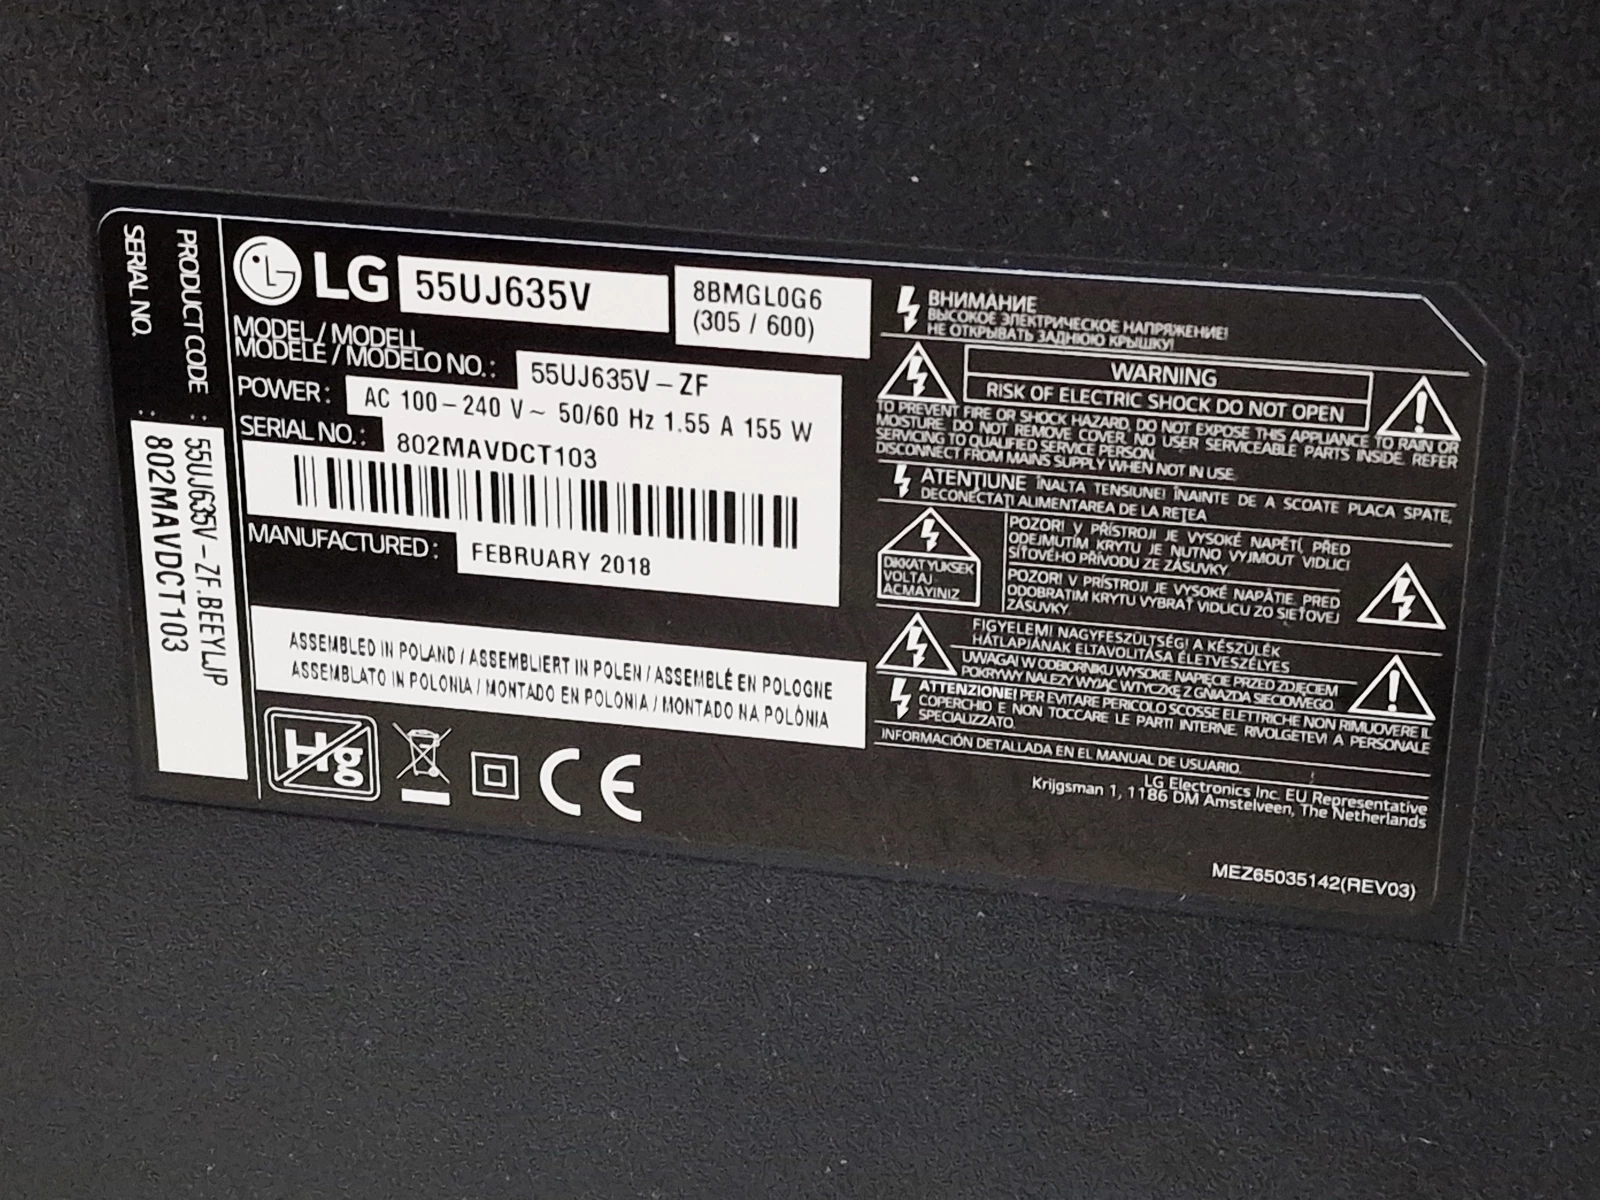 PRODUCT CODE : 55UJ635V-ZF.BEEYLJP
SERIAL NO. : 802MAVDCT103
LG 55UJ635V
8BMGL0G6
(305 / 600)
MODEL / MODELL
MODÈLE / MODELO NO.: 55UJ635V-ZF
POWER: AC 100-240 V~ 50/60 Hz 1.55 A 155 W
SERIAL NO.: 802MAVDCT103
MANUFACTURED: FEBRUARY 2018
ASSEMBLED IN POLAND / ASSEMBLIERT IN POLEN / ASSEMBLÉ EN POLOGNE
ASSEMBLATO IN POLONIA / MONTADO EN POLONIA / MONTADO NA POLÒNIA
Hg
CE
ВНИМАНИЕ
ВЫСОКОЕ ЭЛЕКТРИЧЕСКОЕ НАПРЯЖЕНИЕ!
НЕ ОТКРЫВАТЬ ЗАДНЮЮ КРЫШКУ!
WARNING
RISK OF ELECTRIC SHOCK DO NOT OPEN
TO PREVENT FIRE OR SHOCK HAZARD, DO NOT EXPOSE THIS APPLIANCE TO RAIN OR
MOISTURE. DO NOT REMOVE COVER. NO USER SERVICEABLE PARTS INSIDE. REFER
SERVICING TO QUALIFIED SERVICE PERSON.
DISCONNECT FROM MAINS SUPPLY WHEN NOT IN USE.
ATENŢIUNE ÎNALTA TENSIUNE! ÎNAINTE DE A SCOATE PLACA SPATE,
DECONECTAŢI ALIMENTAREA DE LA REŢEA
DIKKAT YUKSEK
VOLTAJ
ACMAYINIZ
POZOR! V PŘÍSTROJI JE VYSOKÉ NAPĚTÍ, PŘED
ODEJMUTÍM KRYTU JE NUTNO VYJMOUT VIDLICI
SÍŤOVÉHO PŘÍVODU ZE ZÁSUVKY.
POZOR! V PRÍSTROJI JE VYSOKÉ NAPÄTIE. PRED
ODOBRATIM KRYTU VYBRAŤ VIDLICU ZO SIEŤOVEJ
ZÁSUVKY.
FIGYELEM! NAGYFESZÜLTSÉG! A KÉSZÜLÉK
HÁTLAPJÁNAK ELTAVOLITÁSA ÉLETVESZÉLYES
UWAGA! W ODBIORNIKU WYSOKIE NAPIĘCIE PRZED ZDJĘCIEM
POKRYWY NALEŻY WYJĄĆ WTYCZKĘ Z GNIAZDA SIECIOWEGO.
ATTENZIONE! PER EVITARE PERICOLO SCOSSE ELETTRICHE NON RIMUOVERE IL
COPERCHIO E NON TOCCARE LE PARTI INTERNE. RIVOLGETEVI A PERSONALE
SPECIALIZZATO.
INFORMACIÓN DETALLADA EN EL MANUAL DE USUARIO.
LG Electronics Inc. EU Representative
Krijgsman 1, 1186 DM Amstelveen, The Netherlands
MEZ65035142(REV03)